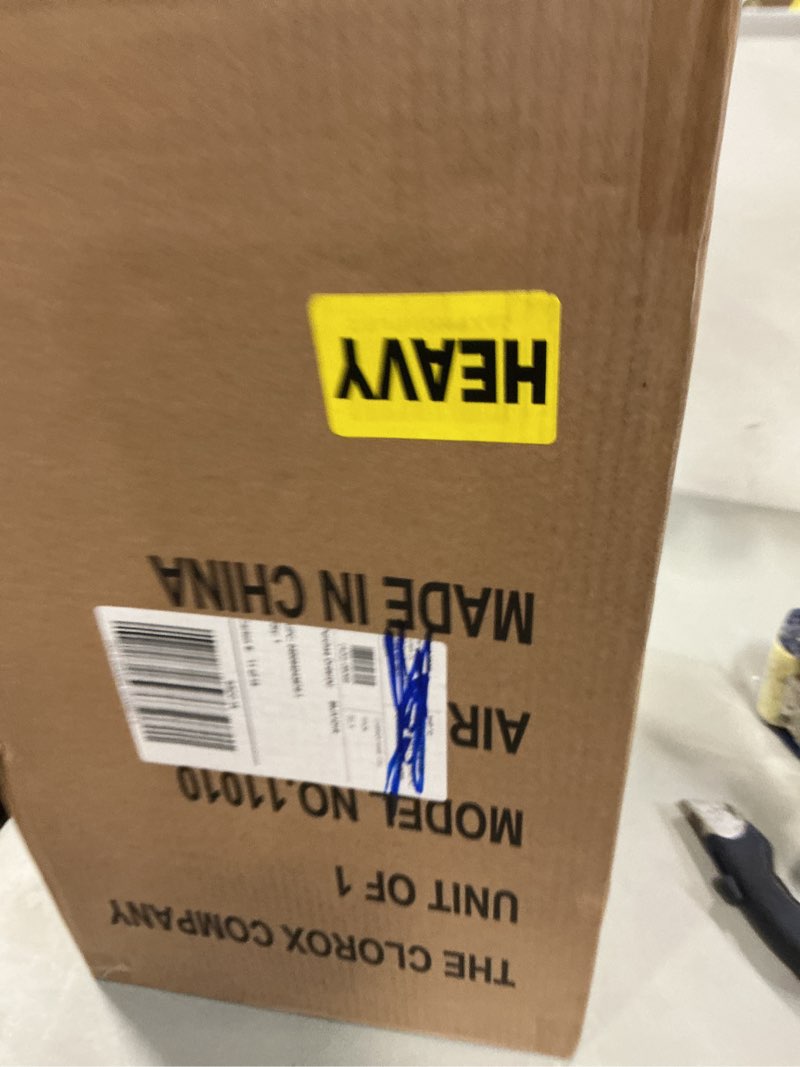 THE CLOROX COMPANY
UNIT OF 1
MODEL NO.11010
AIR
MADE IN CHINA
HEAVY